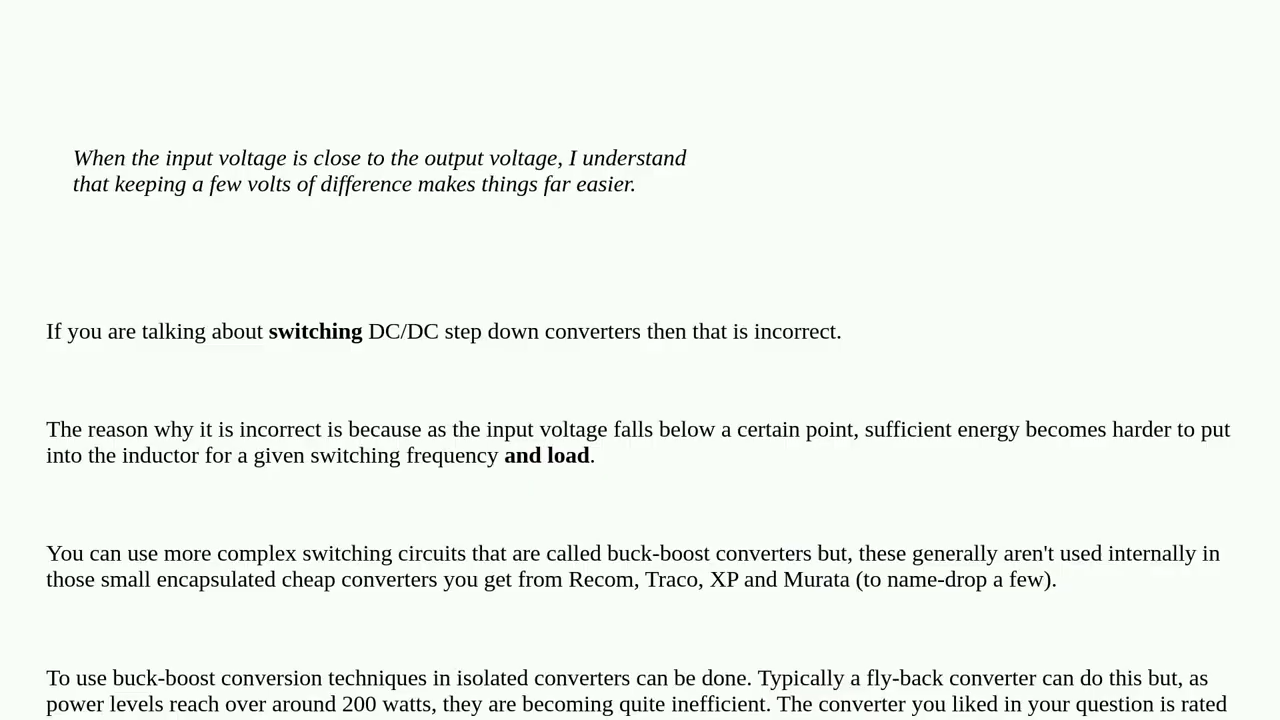 When the input voltage is close to the output voltage, I understand
that keeping a few volts of difference makes things far easier.
If you are talking about switching DC/DC step down converters then that is incorrect.
The reason why it is incorrect is because as the input voltage falls below a certain point, sufficient energy becomes harder to put
into the inductor for a given switching frequency and load.
You can use more complex switching circuits that are called buck-boost converters but, these generally aren't used internally in
those small encapsulated cheap converters you get from Recom, Traco, XP and Murata (to name-drop a few).
To use buck-boost conversion techniques in isolated converters can be done. Typically a fly-back converter can do this but, as
power levels reach over around 200 watts, they are becoming quite inefficient. The converter you liked in your question is rated